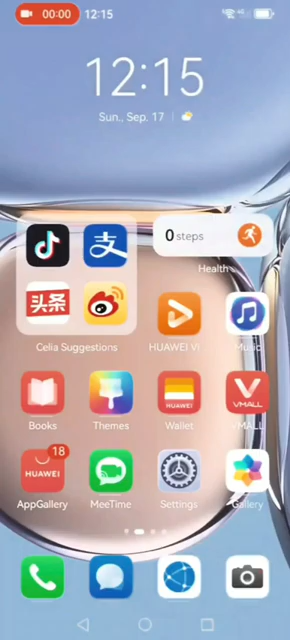 00:00 12:15
12:15
Sun., Sep. 17
支
头条
0 steps
Health
Celia Suggestions
HUAWEI Vi
Music
Books
Themes
HUAWEI
Wallet
VMALL
VMALL
HUAWEI
18
AppGallery
MeeTime
Settings
Gallery